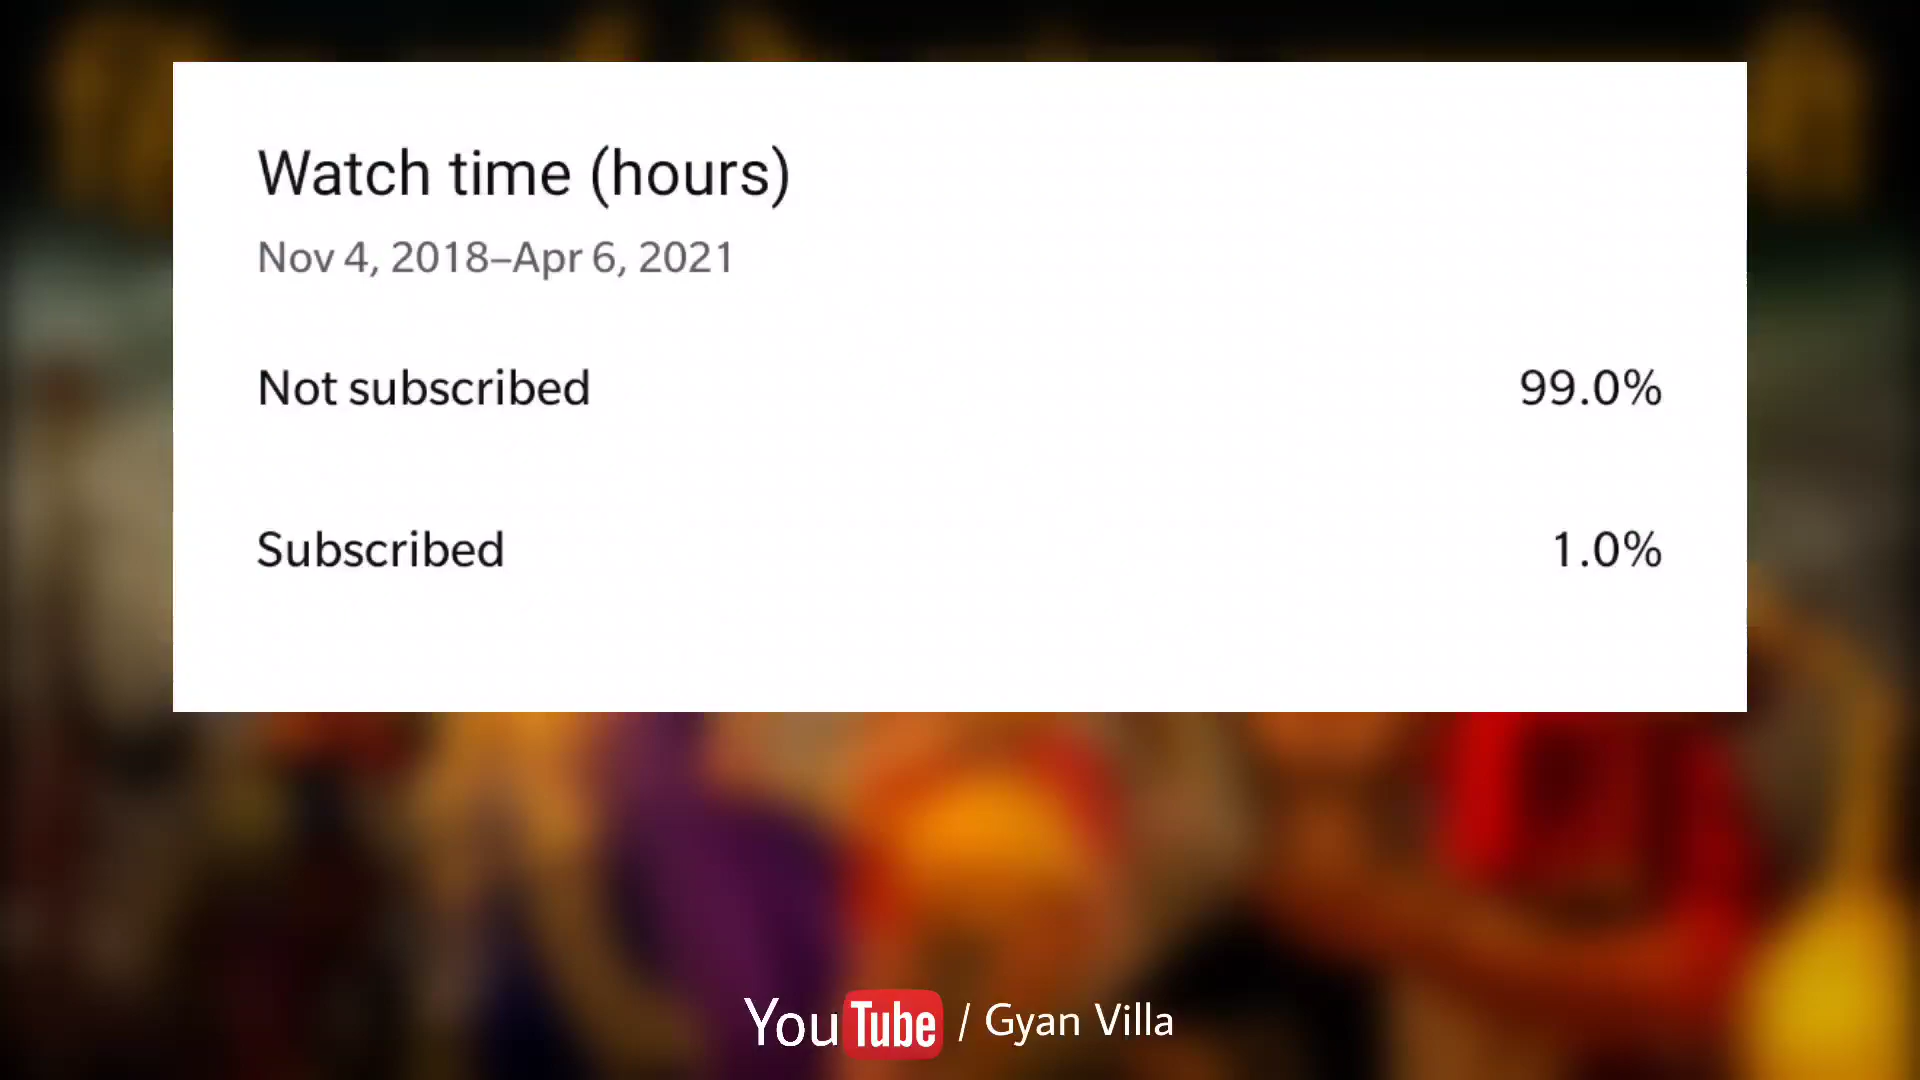 Watch time (hours)
Nov 4, 2018–Apr 6, 2021
Not subscribed 99.0%
Subscribed 1.0%
YouTube / Gyan Villa